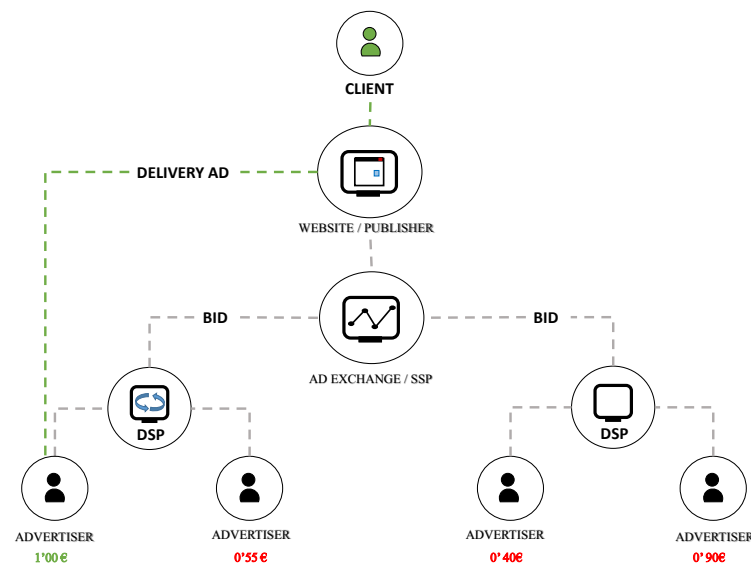 CLIENT
DELIVERY AD
WEBSITE / PUBLISHER
BID
BID
AD EXCHANGE / SSP
DSP
DSP
ADVERTISER
ADVERTISER
ADVERTISER
ADVERTISER
1'00 €
0'55 €
0' 40€
0' 90€